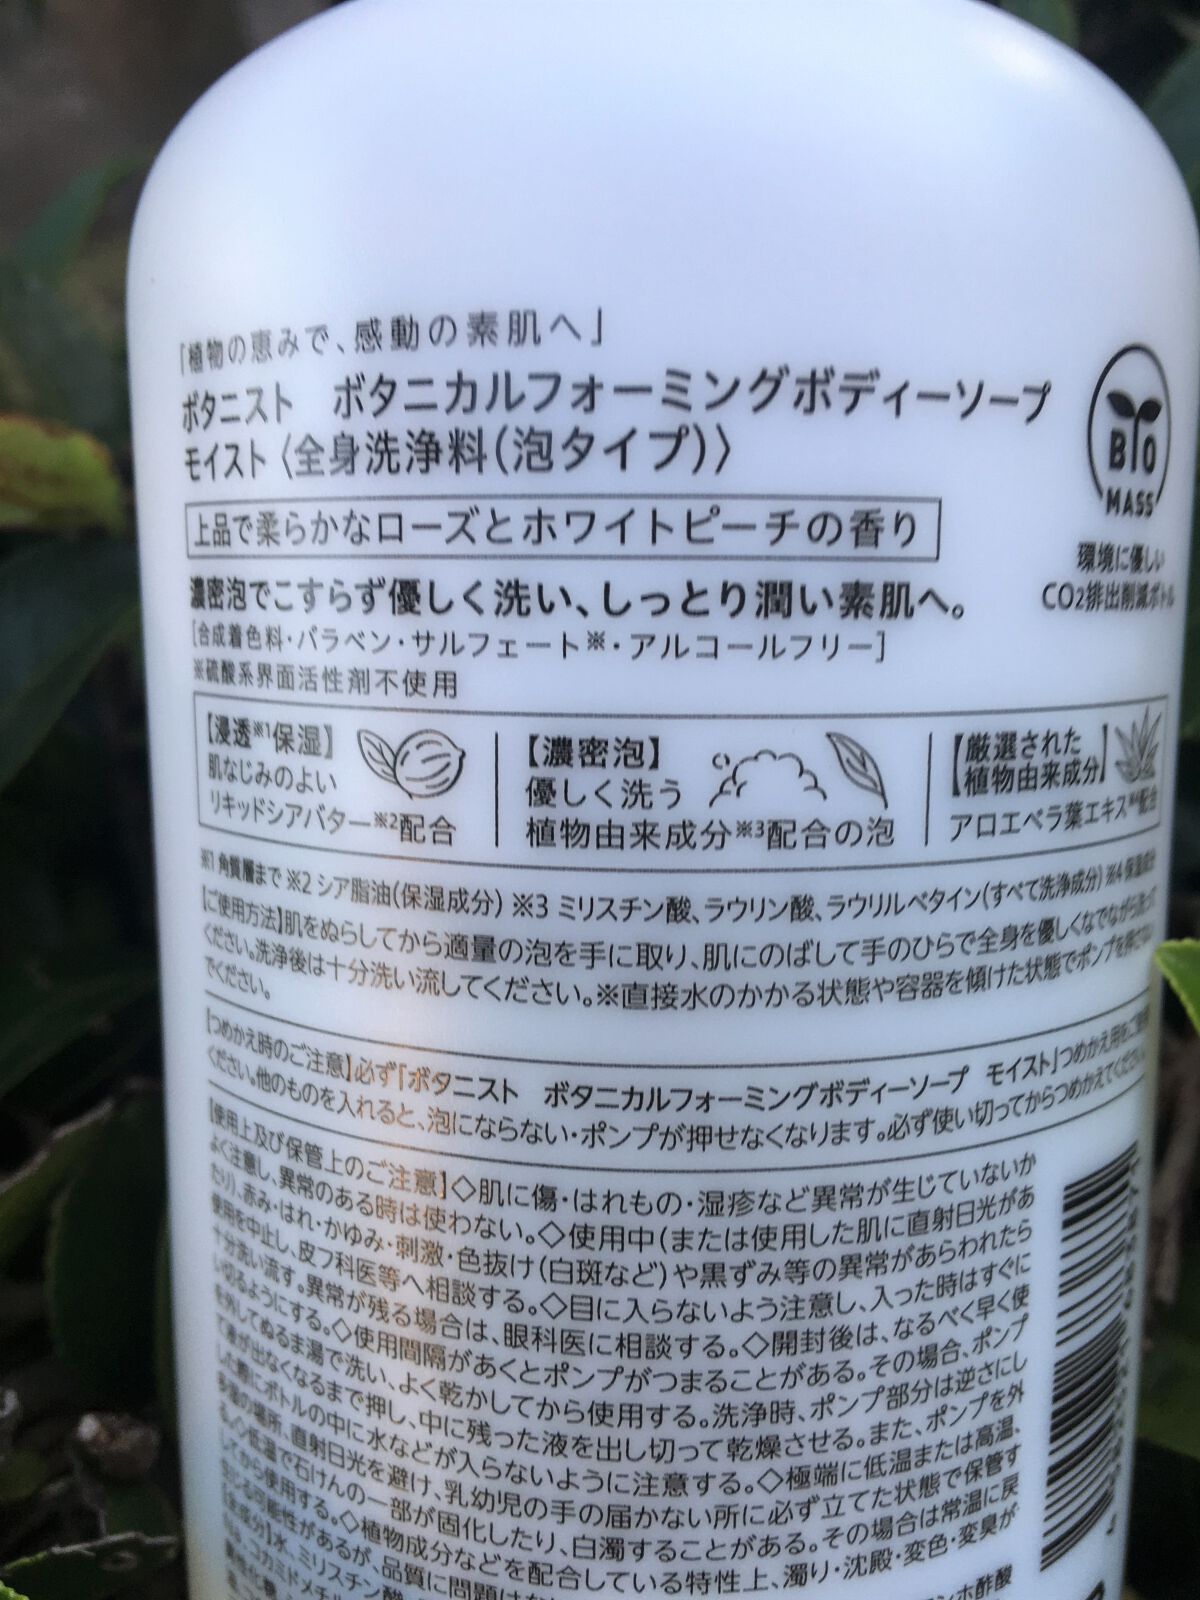 「植物の恵みで、感動の素肌へ」
ボタニスト　ボタニカルフォーミングボディーソープ
モイスト〈全身洗浄料(泡タイプ)〉
BIO
MASS
環境に優しい
CO2排出削減ボトル
上品で柔らかなローズとホワイトピーチの香り
濃密泡でこすらず優しく洗い、しっとり潤い素肌へ。
[合成着色料・パラベン・サルフェート※・アルコールフリー]
※硫酸系界面活性剤不使用
【浸透※1保湿】
肌なじみのよい
リキッドシアバター※2配合
【濃密泡】
優しく洗う
植物由来成分※3配合の泡
【厳選された
植物由来成分】
アロエベラ葉エキス※4配合
※1 角質層まで ※2 シア脂油(保湿成分) ※3 ミリスチン酸、ラウリン酸、ラウリルベタイン(すべて洗浄成分) ※4 保湿成分
【ご使用方法】肌をぬらしてから適量の泡を手に取り、肌にのばして手のひらで全身を優しくなでながら洗って
ください。洗浄後は十分洗い流してください。※直接水のかかる状態や容器を傾けた状態でポンプを押さない
でください。
【つめかえ時のご注意】必ず「ボタニスト　ボタニカルフォーミングボディーソープ　モイスト」つめかえ用をご使用
ください。他のものを入れると、泡にならない・ポンプが押せなくなります。必ず使い切ってからつめかえてください。
【使用上及び保管上のご注意】◇肌に傷・はれもの・湿疹など異常が生じていないか
よく注意し、異常のある時は使わない。◇使用中(または使用した肌に直射日光があ
たり)、赤み・はれ・かゆみ・刺激・色抜け(白斑など)や黒ずみ等の異常があらわれたら
使用を中止し、皮フ科医等へ相談する。◇目に入らないよう注意し、入った時はすぐに
十分洗い流す。異常が残る場合は、眼科医に相談する。◇開封後は、なるべく早く使
い切るようにする。◇使用間隔があくとポンプがつまることがある。その場合、ポンプ
を外してぬるま湯で洗い、よく乾かしてから使用する。洗浄時、ポンプ部分は逆さにし
て液が出なくなるまで押し、中に残った液を出し切って乾燥させる。また、ポンプを外
した際にボトルの中に水などが入らないように注意する。◇極端に低温または高温、
多湿の場所、直射日光を避け、乳幼児の手の届かない所に必ず立てた状態で保管す
る。◇低温で石けんの一部が固化したり、白濁することがある。その場合は常温に戻
してから使用する。◇植物成分などを配合している特性上、濁り・沈殿・変色・変臭が
生じる可能性があるが、品質に問題は
【全成分】水、ミリスチン酸